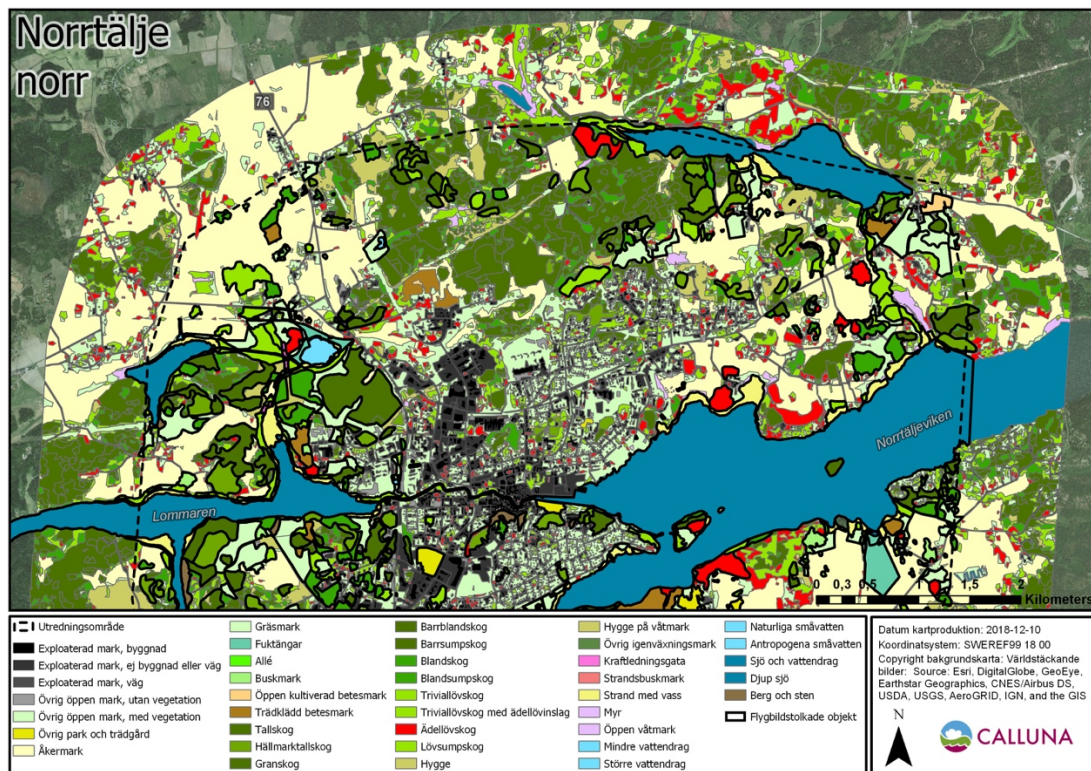 Norrtälje
norr
76
Norrtäljeviken
Lommaren
0 0,3 0,5 1 1,5 2
Kilometers
Utredningsområde
Exploaterad mark, byggnad
Exploaterad mark, ej byggnad eller väg
Exploaterad mark, väg
Övrig öppen mark, utan vegetation
Övrig öppen mark, med vegetation
Övrig park och trädgård
Åkermark
Gräsmark
Fuktängar
Allé
Buskmark
Öppen kultiverad betesmark
Trädklädd betesmark
Tallskog
Hällmarktallskog
Granskog
Barrblandskog
Barrsumpskog
Blandskog
Blandsumpskog
Triviallövskog
Triviallövskog med ädellövinslag
Ädellövskog
Lövsumpskog
Hygge
Hygge på våtmark
Övrig igenväxningsmark
Kraftledningsgata
Strandsbuskmark
Strand med vass
Myr
Öppen våtmark
Mindre vattendrag
Större vattendrag
Naturliga småvatten
Antropogena småvatten
Sjö och vattendrag
Djup sjö
Berg och sten
Flygbildstolkade objekt
Datum kartproduktion: 2018-12-10
Koordinatsystem: SWEREF99 18 00
Copyright bakgrundskarta: Världstäckande
bilder: Source: Esri, DigitalGlobe, GeoEye,
Earthstar Geographics, CNES/Airbus DS,
USDA, USGS, AeroGRID, IGN, and the GIS
N
CALLUNA